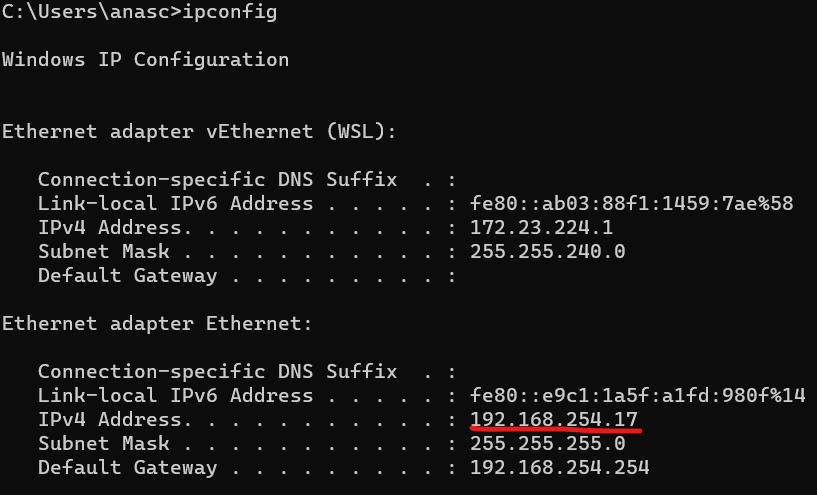 C:\Users\anasc>ipconfig
Windows IP Configuration
Ethernet adapter vEthernet (WSL):
Connection-specific DNS Suffix  . :
Link-local IPv6 Address . . . . . : fe80::ab03:88f1:1459:7ae%58
IPv4 Address. . . . . . . . . . . : 172.23.224.1
Subnet Mask . . . . . . . . . . . : 255.255.240.0
Default Gateway . . . . . . . . . :
Ethernet adapter Ethernet:
Connection-specific DNS Suffix  . :
Link-local IPv6 Address . . . . . : fe80::e9c1:1a5f:a1fd:980f%14
IPv4 Address. . . . . . . . . . . : 192.168.254.17
Subnet Mask . . . . . . . . . . . : 255.255.255.0
Default Gateway . . . . . . . . . : 192.168.254.254